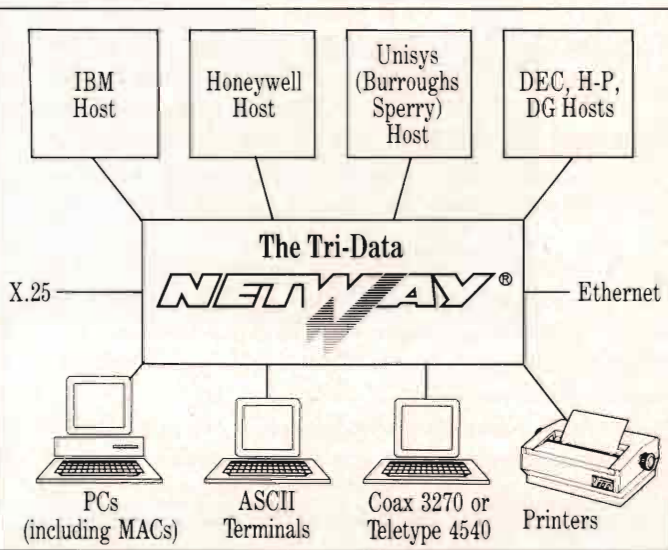 IBM
Host
Honeywell
Host
Unisys
(Burroughs
Sperry)
Host
DEC, H-P,
DG Hosts
The Tri-Data
NETWAY®
X.25
Ethernet
PCs
(including MACs)
ASCII
Terminals
Coax 3270 or
Teletype 4540
Printers